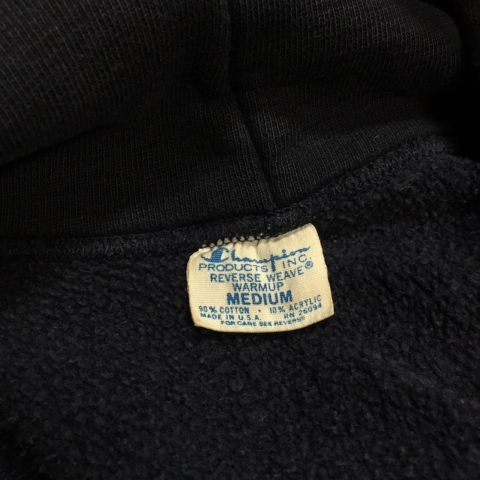 Champion
PRODUCTS INC.
REVERSE WEAVE®
WARMUP
MEDIUM
90% COTTON • 10% ACRYLIC
MADE IN U.S.A. RN 26094
FOR CARE SEE REVERSE